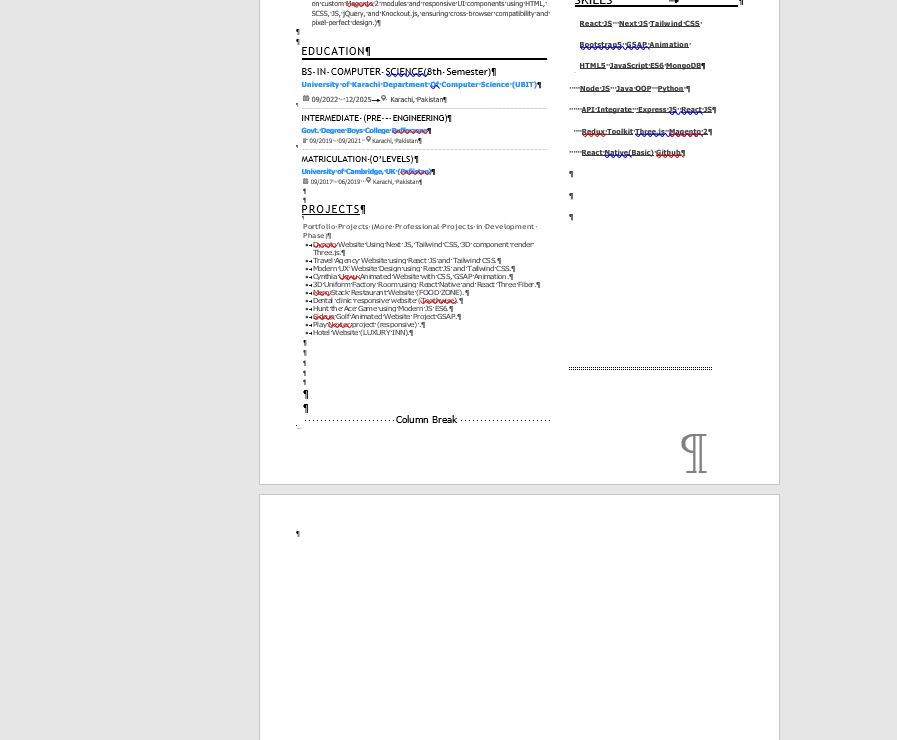 on custom Magento 2 modules and responsive UI components using HTML,
SCSS, JS, jQuery, and Knockout.js, ensuring cross-browser compatibility and
pixel-perfect design.)¶
¶
¶
EDUCATION¶
BS IN COMPUTER SCIENCE(8th Semester)¶
University of Karachi Department Of Computer Science (UBIT)¶
09/2022 - 12/2025 Karachi, Pakistan¶
INTERMEDIATE (PRE - ENGINEERING)¶
Govt. Degree Boys College ¶
09/2019 - 09/2021 Karachi, Pakistan¶
MATRICULATION (O'LEVELS)¶
University of Cambridge, UK (Pakistan)¶
09/2017 - 06/2019 Karachi, Pakistan¶
¶
¶
PROJECTS¶
¶
Portfolio Projects (More Professional Projects in Development
Phase)¶
Website Using Next JS, Tailwind CSS, 3D component render
Three.js.¶
Travel Agency Website using React JS and Tailwind CSS.¶
Modern UX Website Design using React JS and Tailwind CSS.¶
Cynthia Animated Website with CSS, GSAP Animation.¶
3D Uniform Factory Room using React Native and React Three Fiber.¶
Stack Restaurant Website (FOOD ZONE).¶
Dental clinic responsive website ().¶
Hunt the Ace Game using Modern JS ES6.¶
Golf Animated Website Project GSAP.¶
Play project (responsive).¶
Hotel Website (LUXURY INN).¶
¶
¶
¶
¶
¶
¶
¶
Column Break
SKILLS ¶
React JS Next JS Tailwind CSS
Bootstrap5 GSAP Animation
HTML5 JavaScript ES6 MongoDB¶
Node JS Java OOP Python ¶
API Integrate Express JS React JS¶
Redux Toolkit Three.js Magento 2¶
React Native(Basic) Github¶
¶
¶
¶
¶
¶